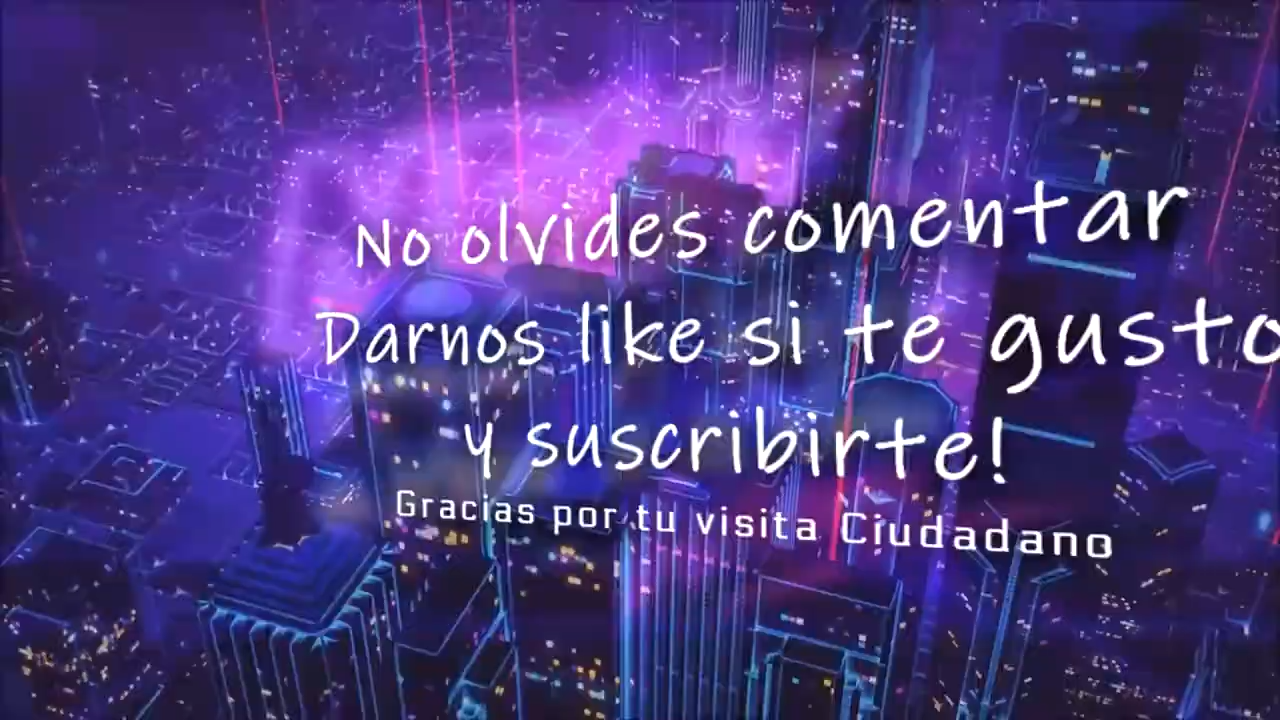 No olvides comentar
Darnos like si te gusto
y suscribirte!
Gracias por tu visita Ciudadano